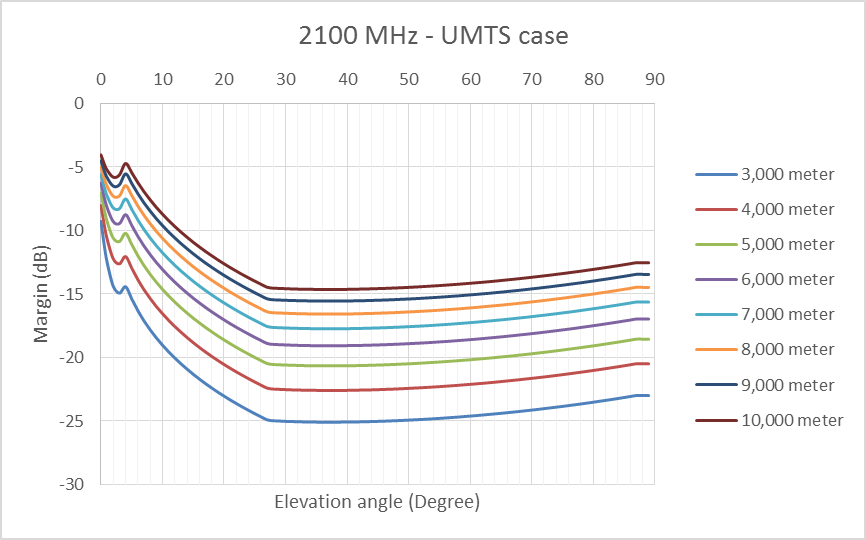 2100 MHz - UMTS case
0 10 20 30 40 50 60 70 80 90
0
-5
-10
-15
-20
-25
-30
Margin (dB)
Elevation angle (Degree)
3,000 meter
4,000 meter
5,000 meter
6,000 meter
7,000 meter
8,000 meter
9,000 meter
10,000 meter